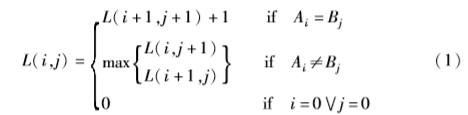 L(i+1,j+1)+1 if A_i=B_j
L(i,j)= max{L(i,j+1) L(i+1,j)} if A_i≠B_j (1)
0 if i=0∨j=0